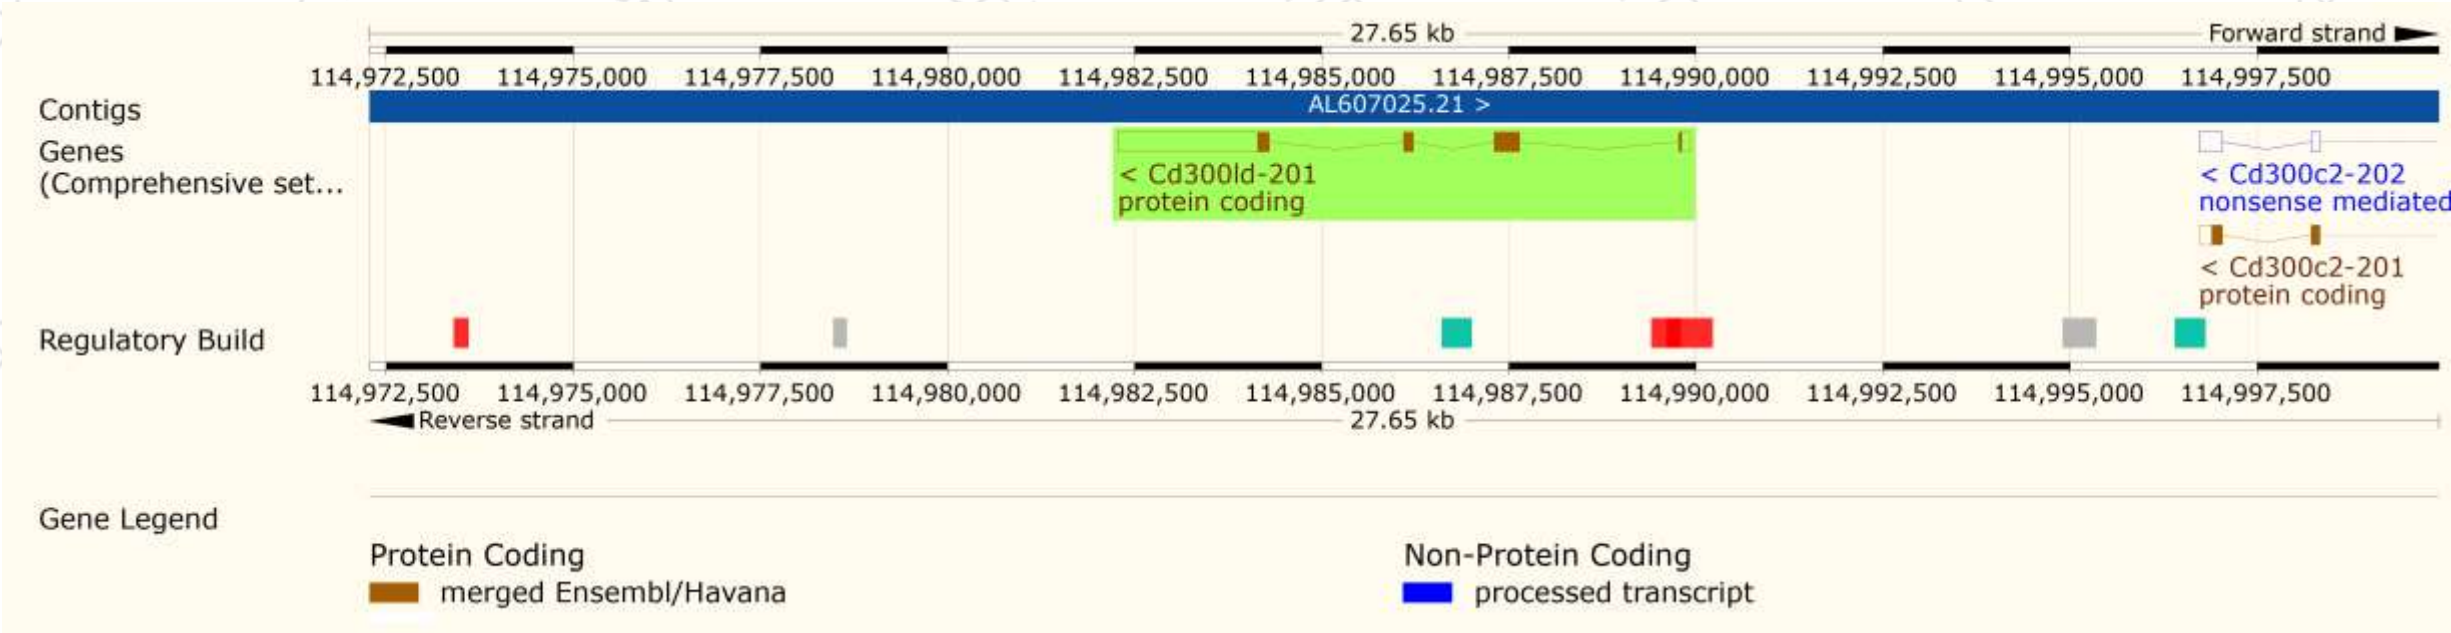 27.65 kb
Forward strand
114,972,500 114,975,000 114,977,500 114,980,000 114,982,500 114,985,000 114,987,500 114,990,000 114,992,500 114,995,000 114,997,500
Contigs
AL607025.21 >
Genes
(Comprehensive set...
< Cd300ld-201
protein coding
< Cd300c2-202
nonsense mediated
< Cd300c2-201
protein coding
Regulatory Build
114,972,500 114,975,000 114,977,500 114,980,000 114,982,500 114,985,000 114,987,500 114,990,000 114,992,500 114,995,000 114,997,500
Reverse strand
27.65 kb
Gene Legend
Protein Coding
merged Ensembl/Havana
Non-Protein Coding
processed transcript